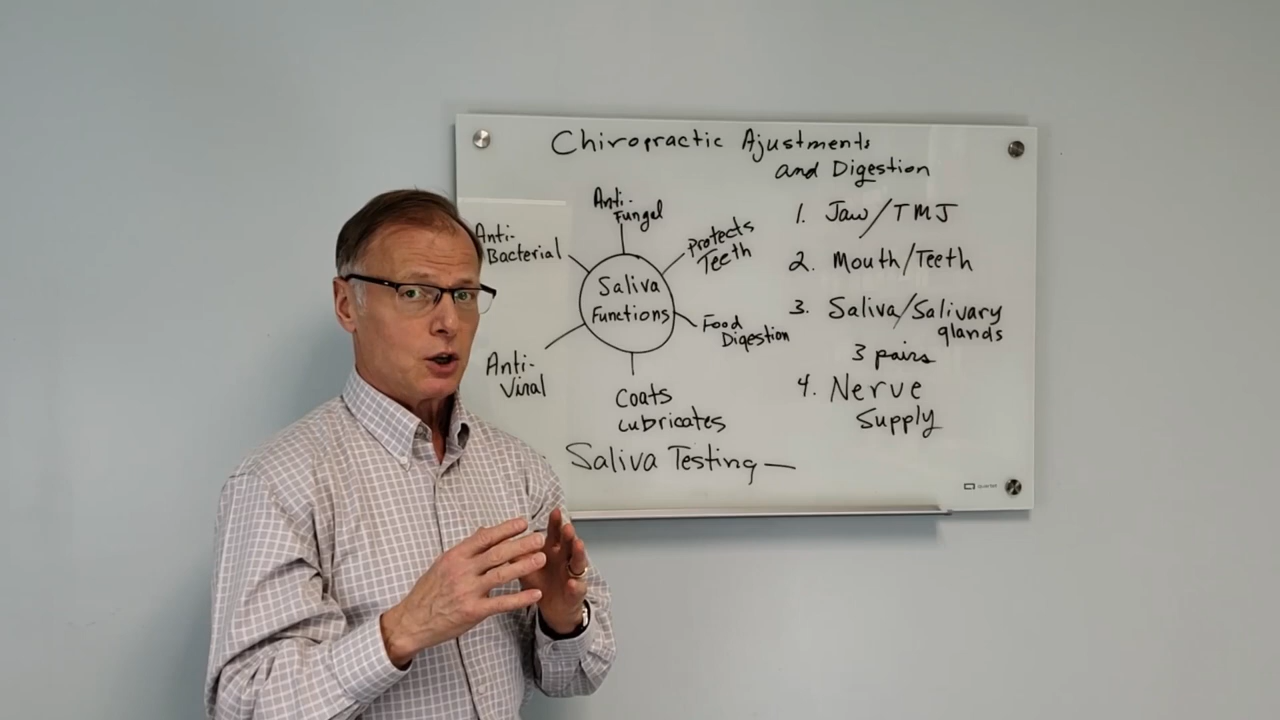 Chiropractic Ajustments
and Digestion
Anti-
Fungel
Anti-
Bacterial
Protects
Teeth
Saliva
Functions
Food
Digestion
Anti-
Viral
Coats
Lubricates
Saliva Testing —
1. Jaw/TMJ
2. Mouth/Teeth
3. Saliva/Salivary
glands
3 pairs
4. Nerve
Supply